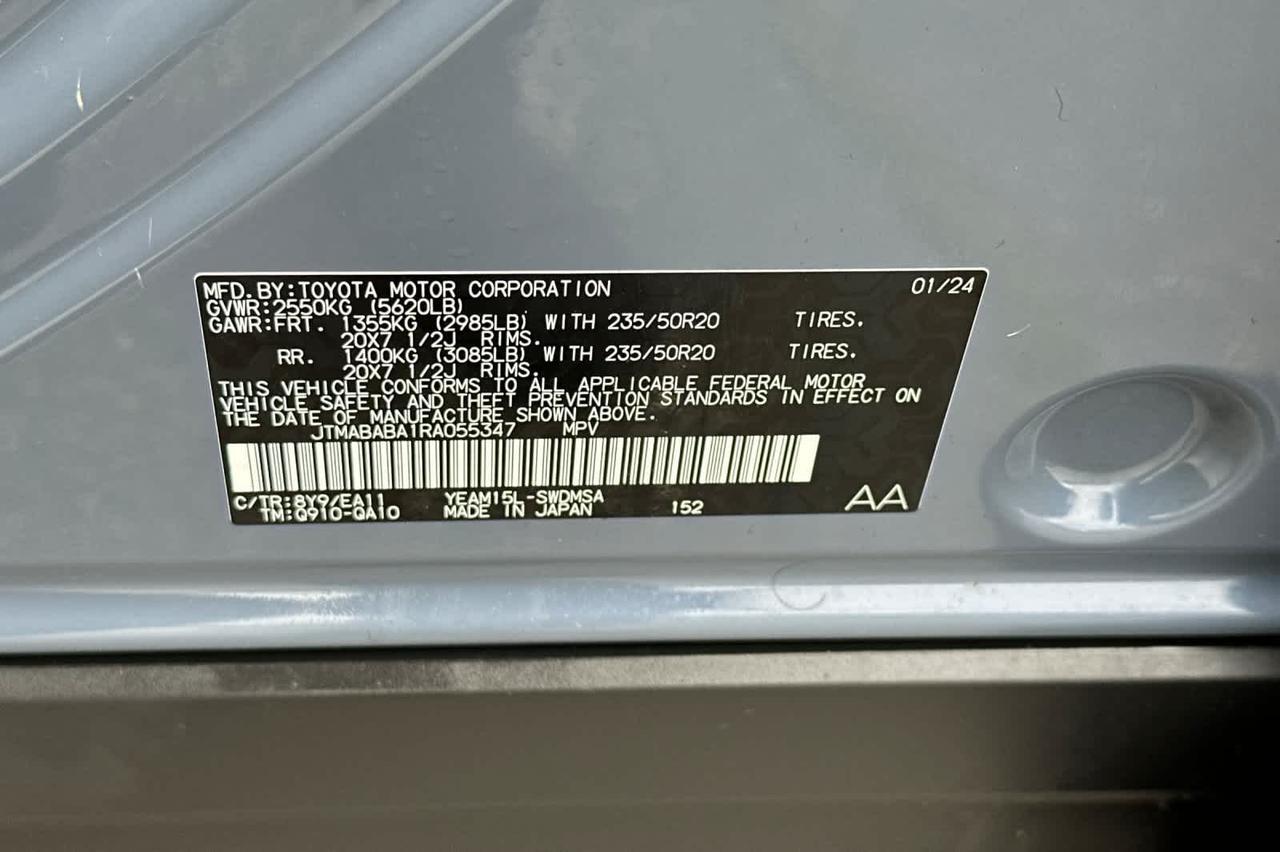 MFD.BY:TOYOTA MOTOR CORPORATION 01/24
GVWR:2550KG (5620LB)
GAWR:FRT. 1355KG (2985LB) WITH 235/50R20 TIRES.
20X7 1/2J RIMS.
RR. 1400KG (3085LB) WITH 235/50R20 TIRES.
20X7 1/2J RIMS.
THIS VEHICLE CONFORMS TO ALL APPLICABLE FEDERAL MOTOR
VEHICLE SAFETY AND THEFT PREVENTION STANDARDS IN EFFECT ON
THE DATE OF MANUFACTURE SHOWN ABOVE.
JTMABABA1RA055347 MPV
C/TR:8Y9/EA11 YEAM15L-SWDMSA
TM:Q910-QA10 MADE IN JAPAN 152 AA